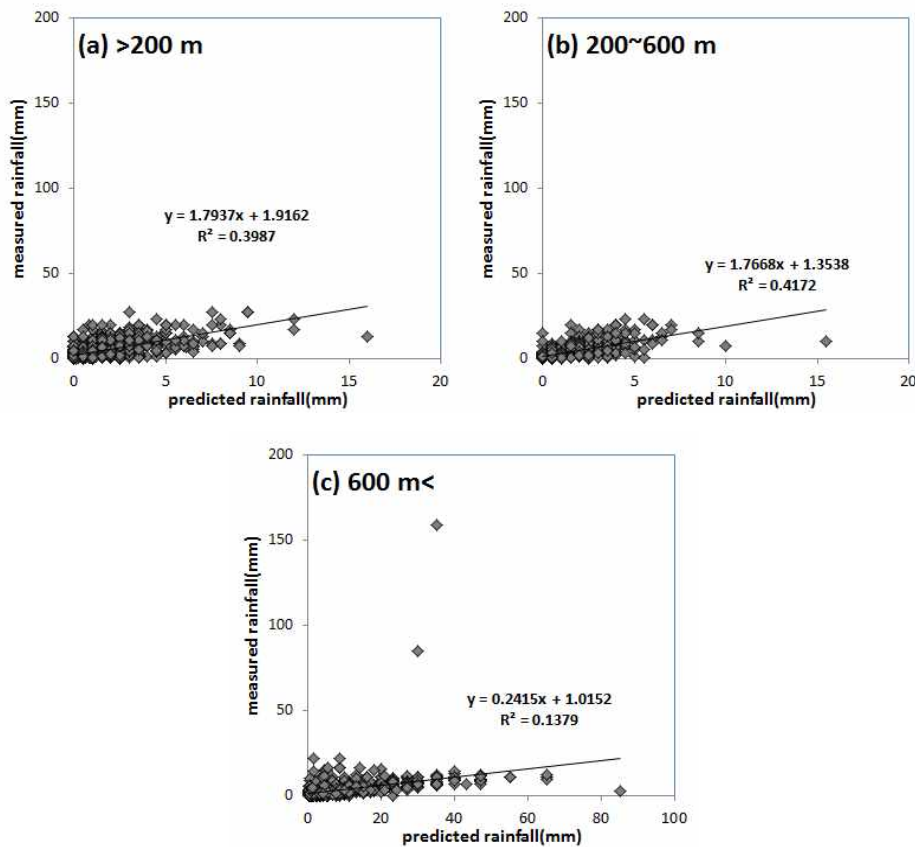 (a) >200 m
200
150
100
50
0
measured rainfall(mm)
y = 1.7937x + 1.9162
R² = 0.3987
0 5 10 15 20
predicted rainfall(mm)
(b) 200~600 m
200
150
100
50
0
measured rainfall(mm)
y = 1.7668x + 1.3538
R² = 0.4172
0 5 10 15 20
predicted rainfall(mm)
(c) 600 m<
200
150
100
50
0
measured rainfall(mm)
y = 0.2415x + 1.0152
R² = 0.1379
0 20 40 60 80 100
predicted rainfall(mm)